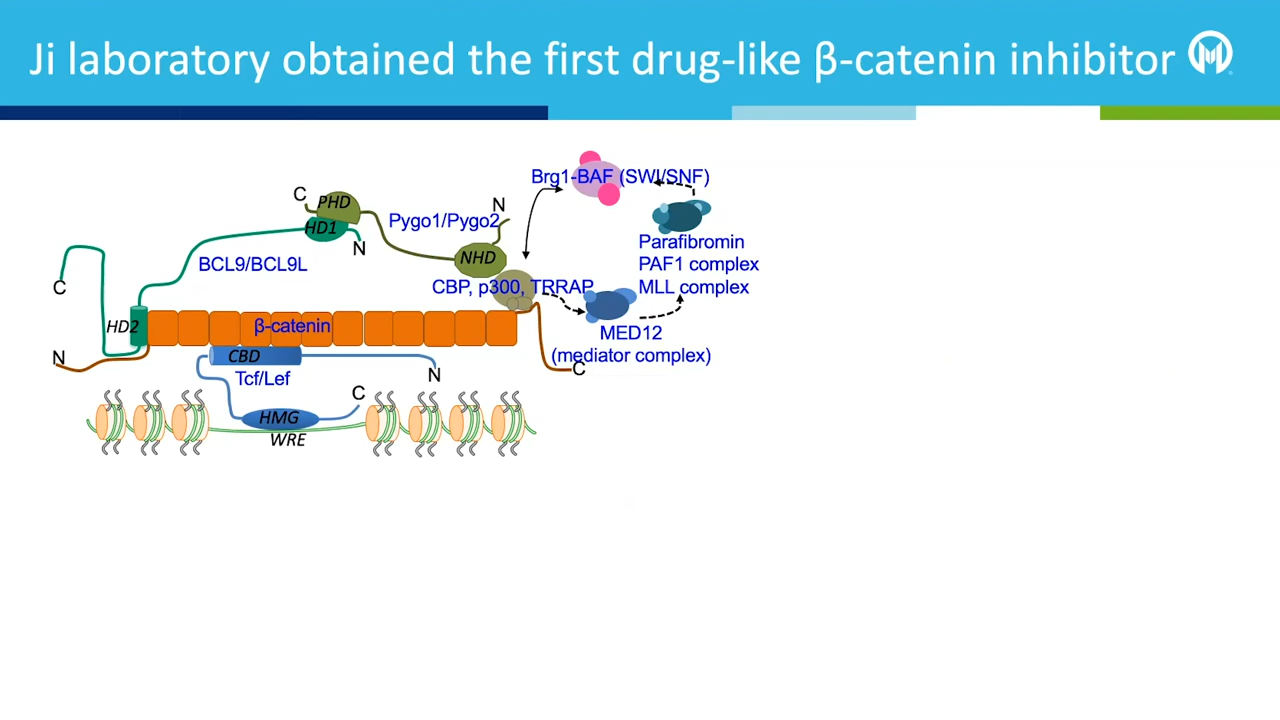 Ji laboratory obtained the first drug-like β-catenin inhibitor
Brg1-BAF (SWI/SNF)
C
PHD
N
HD1
Pygo1/Pygo2
N
Parafibromin
PAF1 complex
MLL complex
NHD
BCL9/BCL9L
C
CBP, p300, TRRAP
HD2
β-catenin
MED12
(mediator complex)
N
CBD
C
Tcf/Lef
N
C
HMG
WRE